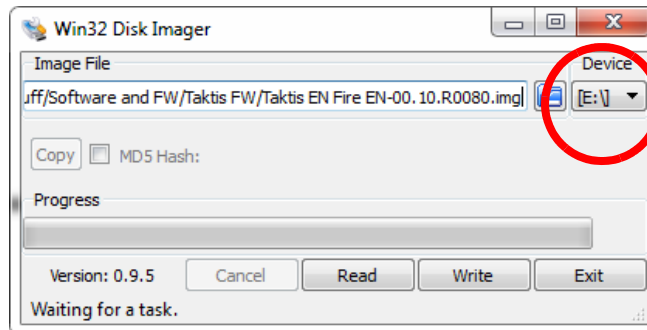 Win32 Disk Imager
Image File
Device
uff/Software and FW/Taktis FW/Taktis EN Fire EN-00.10.R0080.img
[E:\]
Copy
MD5 Hash:
Progress
Version: 0.9.5
Cancel
Read
Write
Exit
Waiting for a task.